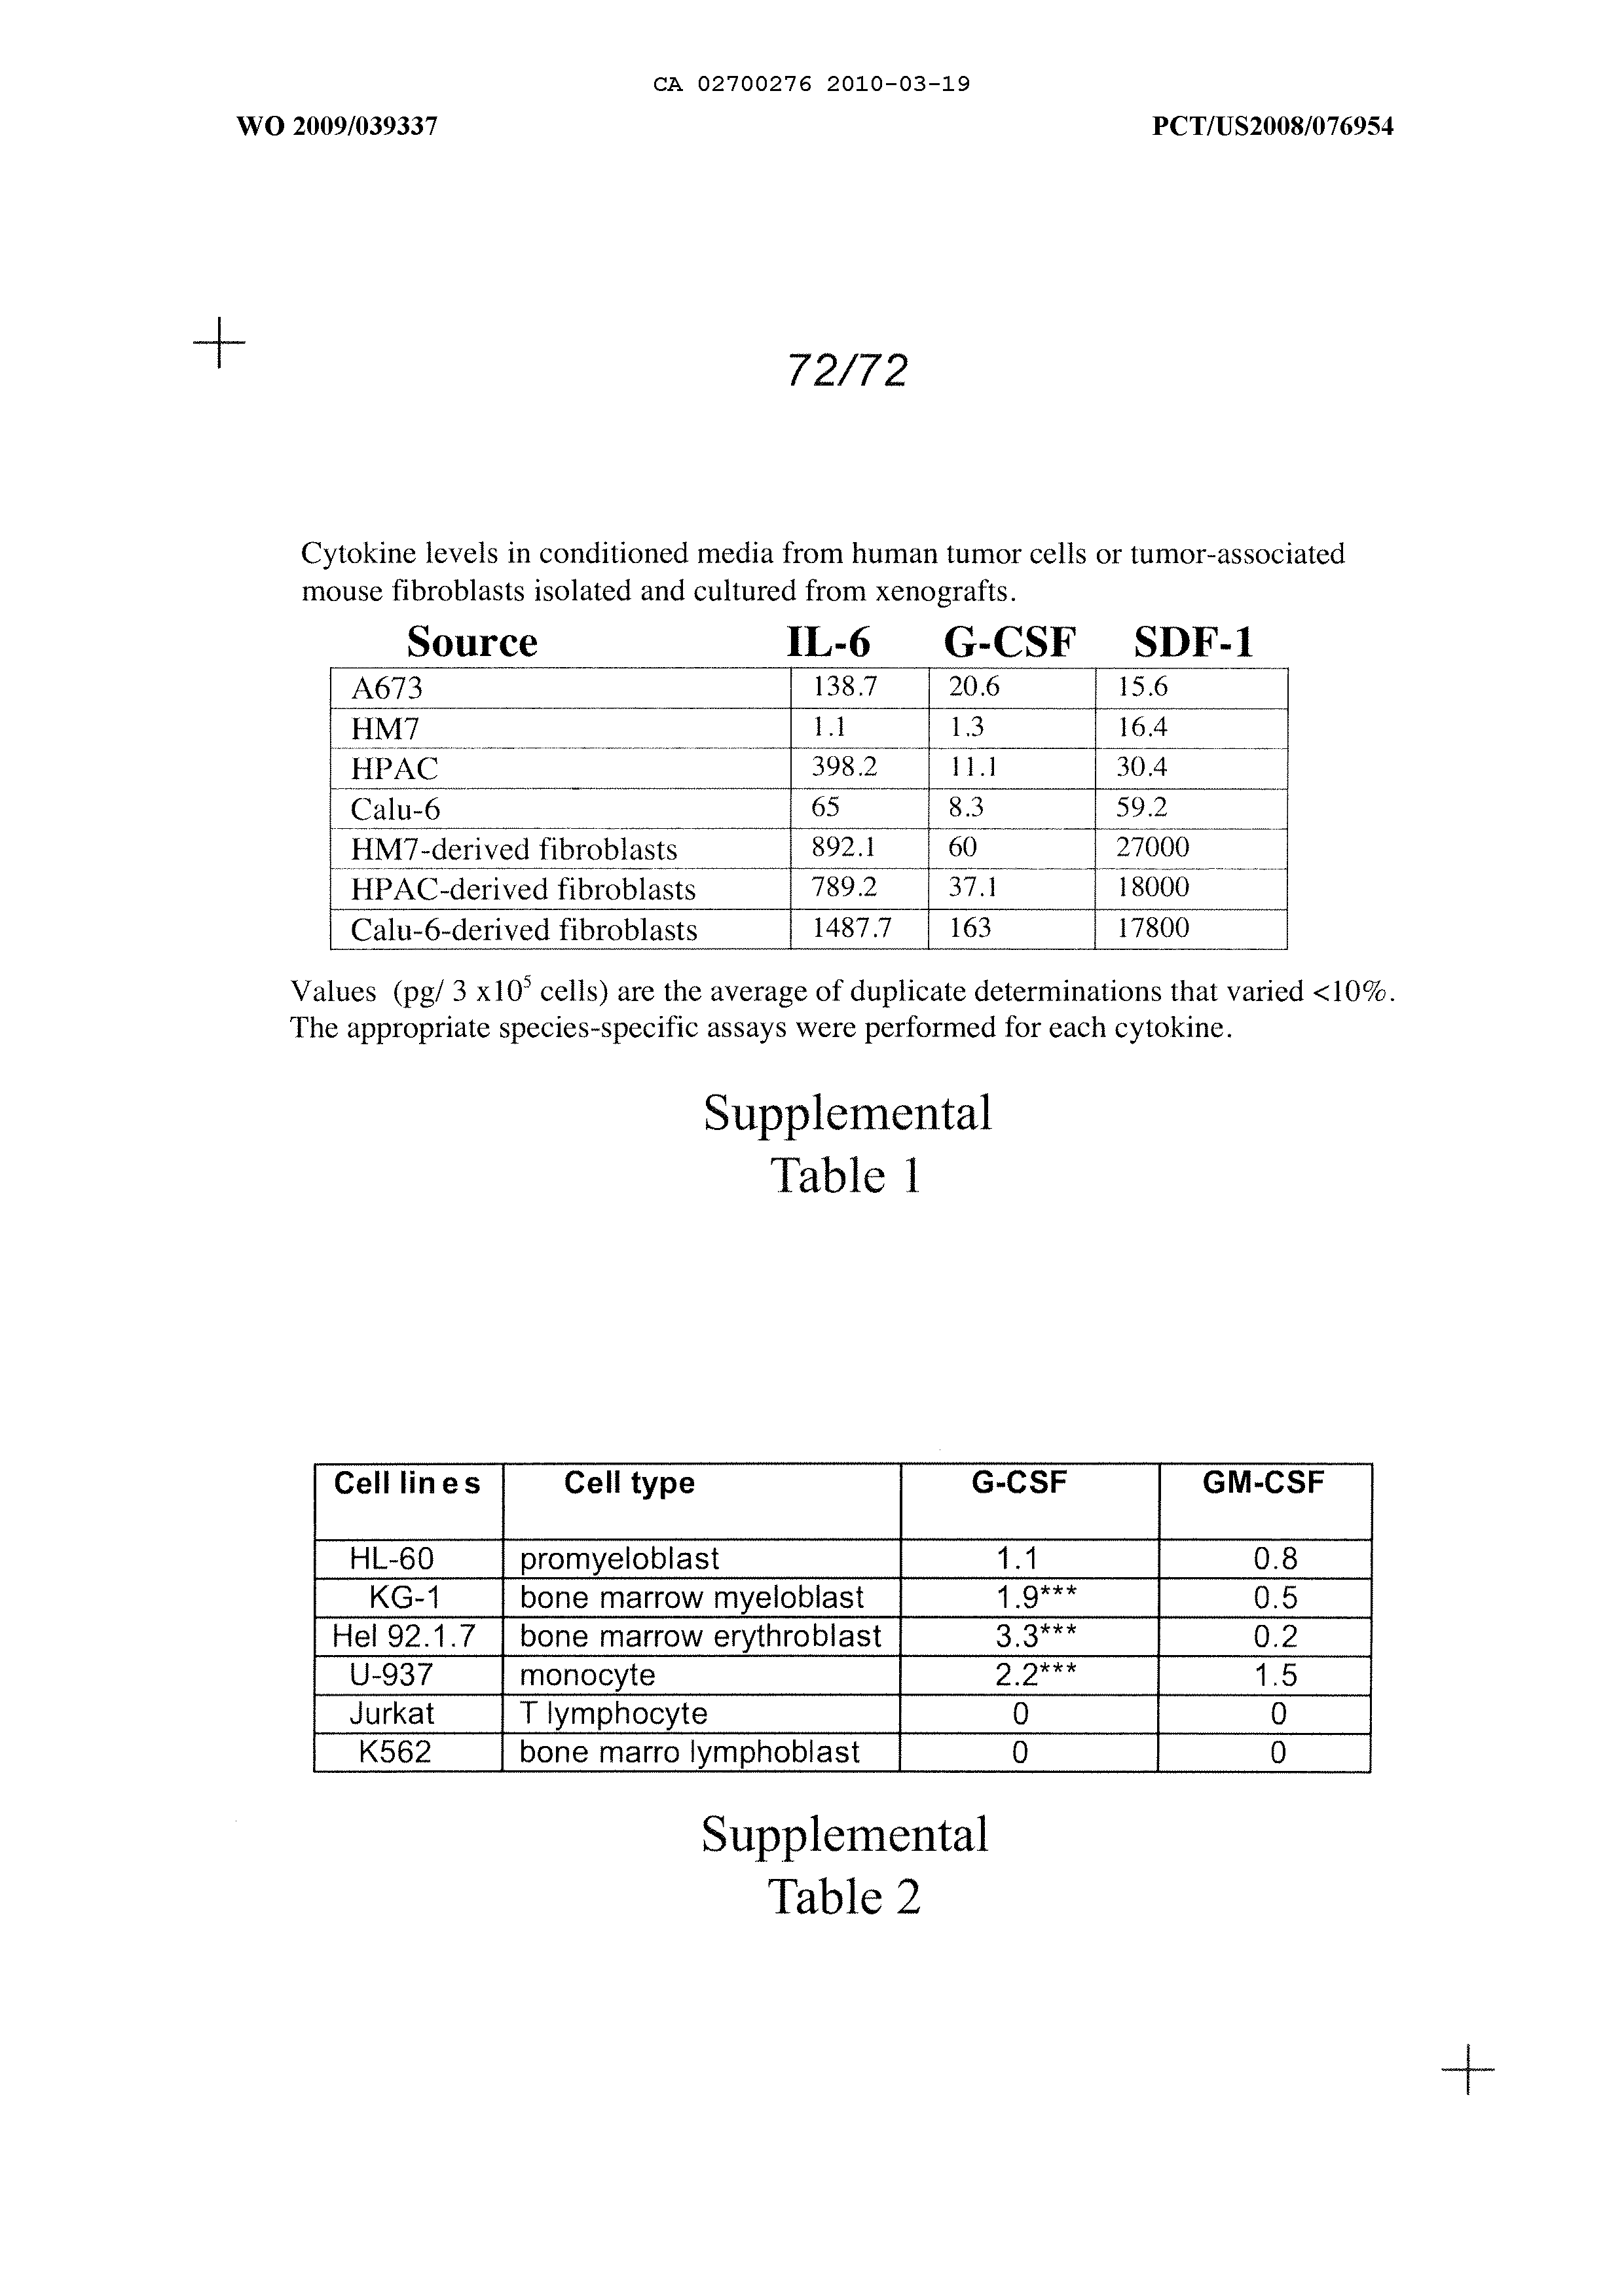 CA 02700276 2010-03-19
WO 2009/039337 PCT/US2008/076954
72/72
Cytokine levels in conditioned media from human tumor cells or tumor-associated
mouse fibroblasts isolated and cultured from xenografts.
Source IL-6 G-CSF SDF-1
A673 138.7 20.6 15.6
HM7 1.1 1.3 16.4
HPAC 398.2 11.1 30.4
Calu-6 65 8.3 59.2
HM7-derived fibroblasts 892.1 60 27000
HPAC-derived fibroblasts 789.2 37.1 18000
Calu-6-derived fibroblasts 1487.7 163 17800
Values (pg/ 3 x10⁵ cells) are the average of duplicate determinations that varied <10%.
The appropriate species-specific assays were performed for each cytokine.
Supplemental
Table 1
Cell lines Cell type G-CSF GM-CSF
HL-60 promyeloblast 1.1 0.8
KG-1 bone marrow myeloblast 1.9*** 0.5
Hel 92.1.7 bone marrow erythroblast 3.3*** 0.2
U-937 monocyte 2.2*** 1.5
Jurkat T lymphocyte 0 0
K562 bone marro lymphoblast 0 0
Supplemental
Table 2